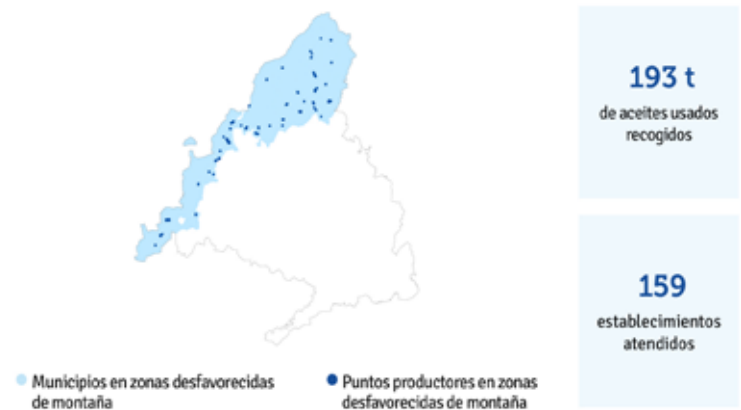 193 t
de aceites usados
recogidos
159
establecimientos
atendidos
Municipios en zonas desfavorecidas
de montaña
Puntos productores en zonas
desfavorecidas de montaña